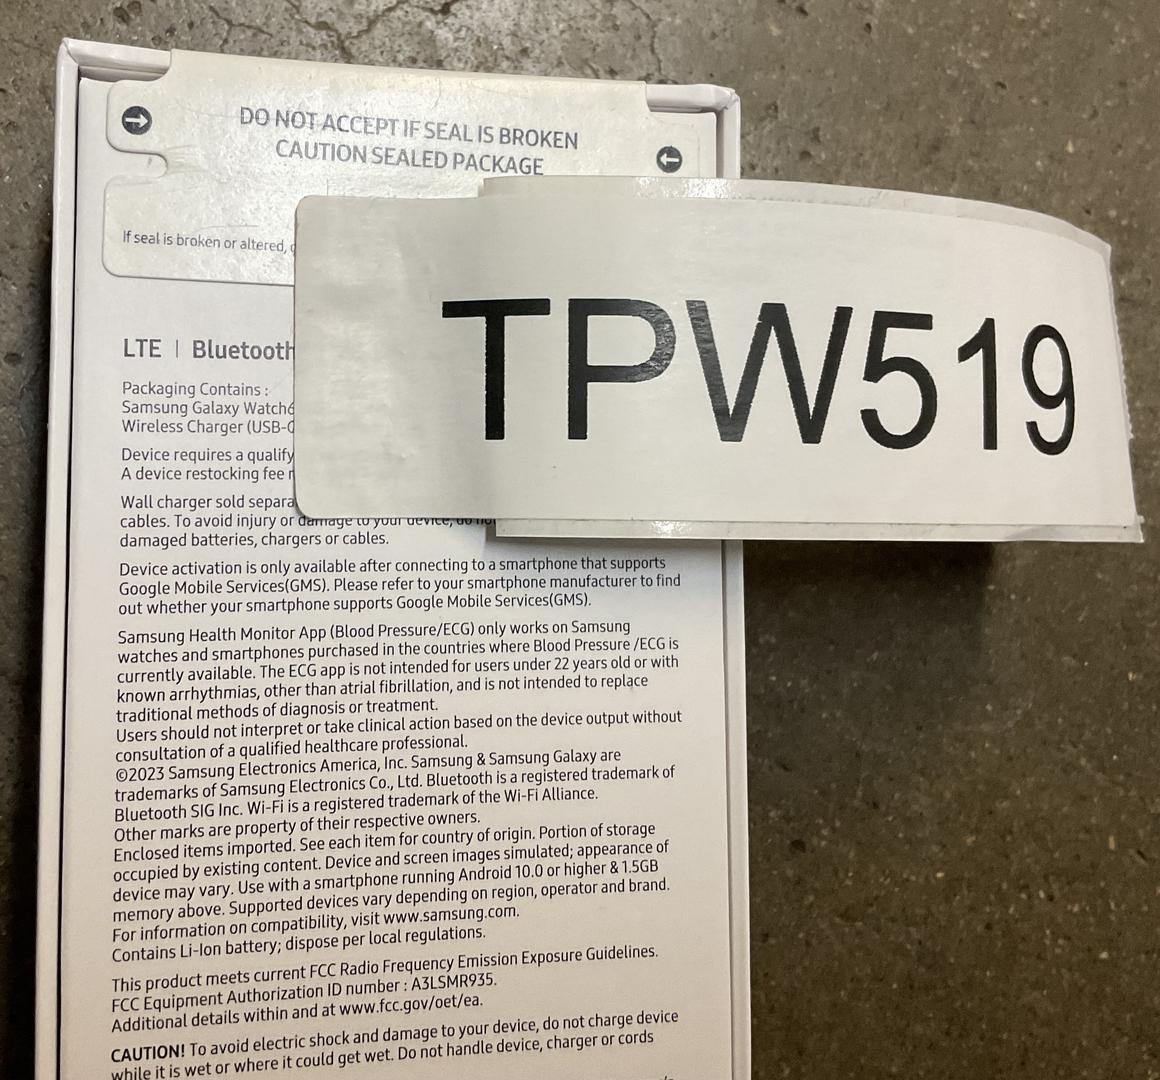 DO NOT ACCEPT IF SEAL IS BROKEN
CAUTION SEALED PACKAGE
If seal is broken or altered,
TPW519
LTE | Bluetooth
Packaging Contains :
Samsung Galaxy Watch6
Wireless Charger (USB-C
Device requires a qualify
A device restocking fee
Wall charger sold separa
cables. To avoid injury or damage to your device, do not
damaged batteries, chargers or cables.
Device activation is only available after connecting to a smartphone that supports
Google Mobile Services(GMS). Please refer to your smartphone manufacturer to find
out whether your smartphone supports Google Mobile Services(GMS).
Samsung Health Monitor App (Blood Pressure/ECG) only works on Samsung
watches and smartphones purchased in the countries where Blood Pressure /ECG is
currently available. The ECG app is not intended for users under 22 years old or with
known arrhythmias, other than atrial fibrillation, and is not intended to replace
traditional methods of diagnosis or treatment.
Users should not interpret or take clinical action based on the device output without
consultation of a qualified healthcare professional.
©2023 Samsung Electronics America, Inc. Samsung & Samsung Galaxy are
trademarks of Samsung Electronics Co., Ltd. Bluetooth is a registered trademark of
Bluetooth SIG Inc. Wi-Fi is a registered trademark of the Wi-Fi Alliance.
Other marks are property of their respective owners.
Enclosed items imported. See each item for country of origin. Portion of storage
occupied by existing content. Device and screen images simulated; appearance of
device may vary. Use with a smartphone running Android 10.0 or higher & 1.5GB
memory above. Supported devices vary depending on region, operator and brand.
For information on compatibility, visit www.samsung.com.
Contains Li-Ion battery; dispose per local regulations.
This product meets current FCC Radio Frequency Emission Exposure Guidelines.
FCC Equipment Authorization ID number : A3LSMR935.
Additional details within and at www.fcc.gov/oet/ea.
CAUTION! To avoid electric shock and damage to your device, do not charge device
while it is wet or where it could get wet. Do not handle device, charger or cords